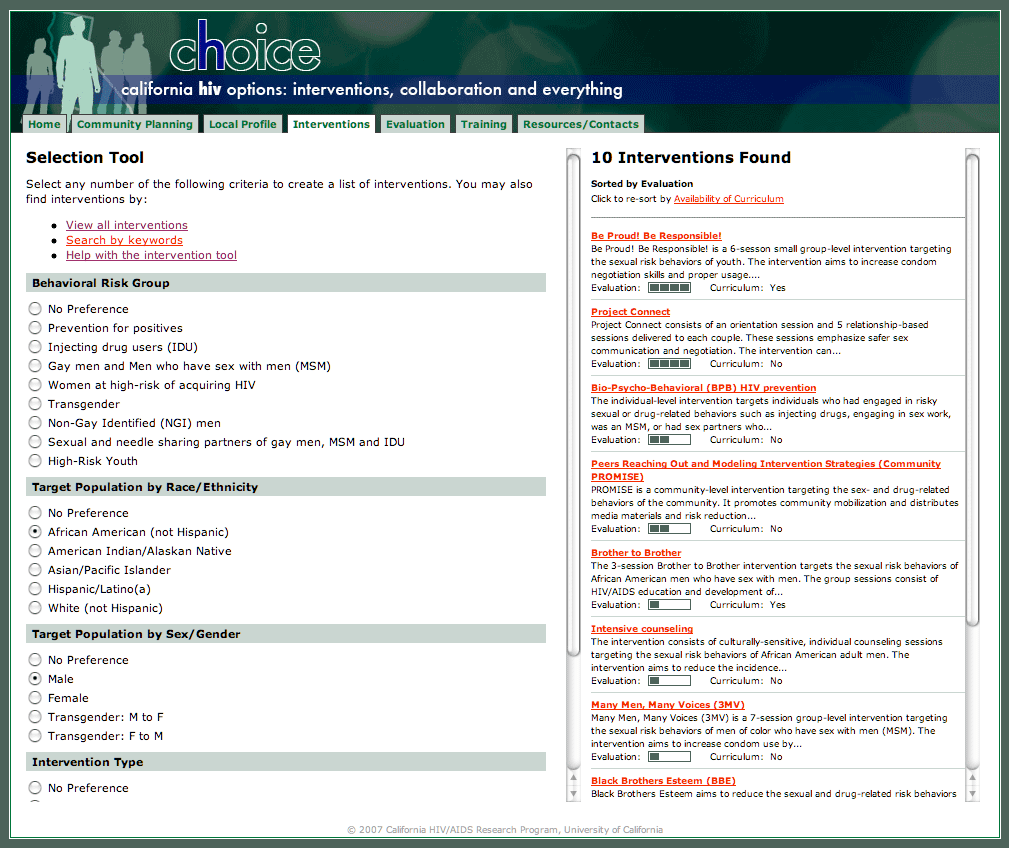 choice
california hiv options: interventions, collaboration and everything
Home
Community Planning
Local Profile
Interventions
Evaluation
Training
Resources/Contacts
Selection Tool
Select any number of the following criteria to create a list of interventions. You may also
find interventions by:
View all interventions
Search by keywords
Help with the intervention tool
Behavioral Risk Group
No Preference
Prevention for positives
Injecting drug users (IDU)
Gay men and Men who have sex with men (MSM)
Women at high-risk of acquiring HIV
Transgender
Non-Gay Identified (NGI) men
Sexual and needle sharing partners of gay men, MSM and IDU
High-Risk Youth
Target Population by Race/Ethnicity
No Preference
African American (not Hispanic)
American Indian/Alaskan Native
Asian/Pacific Islander
Hispanic/Latino(a)
White (not Hispanic)
Target Population by Sex/Gender
No Preference
Male
Female
Transgender: M to F
Transgender: F to M
Intervention Type
No Preference
10 Interventions Found
Sorted by Evaluation
Click to re-sort by Availability of Curriculum
Be Proud! Be Responsible!
Be Proud! Be Responsible! is a 6-sesson small group-level intervention targeting
the sexual risk behaviors of youth. The intervention aims to increase condom
negotiation skills and proper usage....
Evaluation: Curriculum: Yes
Project Connect
Project Connect consists of an orientation session and 5 relationship-based
sessions delivered to each couple. These sessions emphasize safer sex
communication and negotiation. The intervention can...
Evaluation: Curriculum: No
Bio-Psycho-Behavioral (BPB) HIV prevention
The individual-level intervention targets individuals who had engaged in risky
sexual or drug-related behaviors such as injecting drugs, engaging in sex work,
was an MSM, or had sex partners who...
Evaluation: Curriculum: No
Peers Reaching Out and Modeling Intervention Strategies (Community
PROMISE)
PROMISE is a community-level intervention targeting the sex- and drug-related
behaviors of the community. It promotes community mobilization and distributes
media materials and risk reduction...
Evaluation: Curriculum: No
Brother to Brother
The 3-session Brother to Brother intervention targets the sexual risk behaviors of
African American men who have sex with men. The group sessions consist of
HIV/AIDS education and development of...
Evaluation: Curriculum: Yes
Intensive counseling
The intervention consists of culturally-sensitive, individual counseling sessions
targeting the sexual risk behaviors of African American adult men. The
intervention aims to reduce the incidence...
Evaluation: Curriculum: No
Many Men, Many Voices (3MV)
Many Men, Many Voices (3MV) is a 7-session group-level intervention targeting
the sexual risk behaviors of men of color who have sex with men (MSM). The
intervention aims to increase condom use by...
Evaluation: Curriculum: No
Black Brothers Esteem (BBE)
Black Brothers Esteem aims to reduce the sexual and drug-related risk behaviors
© 2007 California HIV/AIDS Research Program, University of California